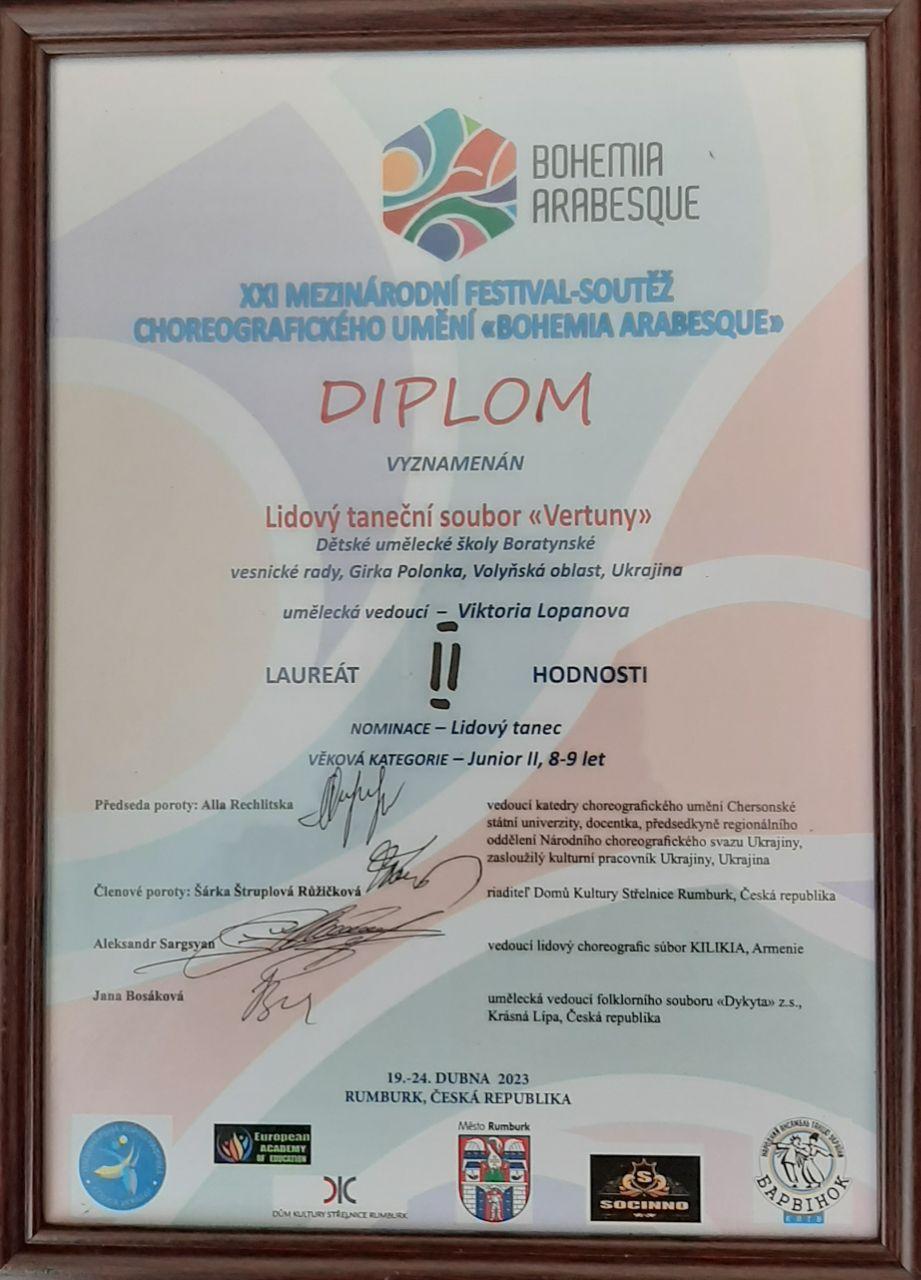 BOHEMIA
ARABESQUE
XXI MEZINÁRODNÍ FESTIVAL-SOUTĚŽ
CHOREOGRAFICKÉHO UMĚNÍ «BOHEMIA ARABESQUE»
DIPLOM
VYZNAMENÁN
Lidový taneční soubor «Vertuny»
Dětské umělecké školy Boratynské
vesnické rady, Girka Polonka, Volyňská oblast, Ukrajina
umělecká vedoucí – Viktoria Lopanova
LAUREÁT II HODNOSTI
NOMINACE – Lidový tanec
VĚKOVÁ KATEGORIE – Junior II, 8-9 let
Předseda poroty: Alla Rechlitska
vedoucí katedry choreografického umění Chersonské
státní univerzity, docentka, předsedkyně regionálního
oddělení Národního choreografického svazu Ukrajiny,
zasloužilý kulturní pracovník Ukrajiny, Ukrajina
Členové poroty: Šárka Štruplová Růžičková
riaditeľ Domů Kultury Střelnice Rumburk, Česká republika
Aleksandr Sargsyan
vedoucí lidový choreografic súbor KILIKIA, Armenie
Jana Bosáková
umělecká vedoucí folklorního souboru «Dykyta» z.s.,
Krásná Lípa, Česká republika
19.-24. DUBNA 2023
RUMBURK, ČESKÁ REPUBLIKA
European
ACADEMY
OF EDUCATION
DŮM KULTURY STŘELNICE RUMBURK
Město Rumburk
S
SOCINNO
БАРВІНОК
КИЇВ